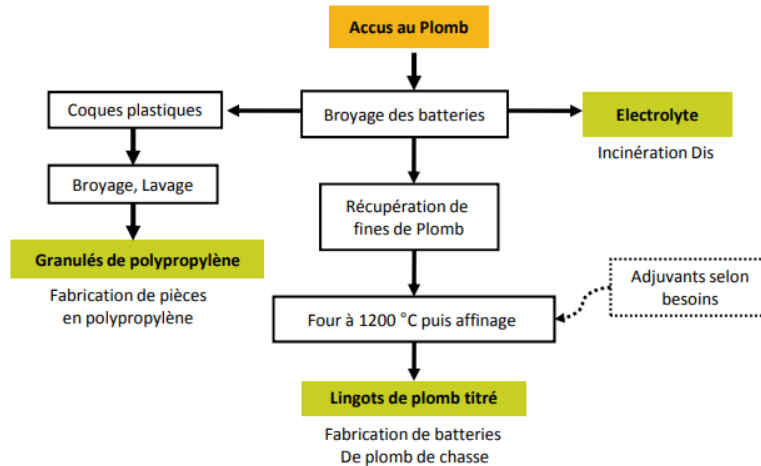 Accus au Plomb
Coques plastiques
Broyage des batteries
Electrolyte
Incinération Dis
Broyage, Lavage
Récupération de
fines de Plomb
Granulés de polypropylène
Fabrication de pièces
en polypropylène
Adjuvants selon
besoins
Four à 1200 °C puis affinage
Lingots de plomb titré
Fabrication de batteries
De plomb de chasse